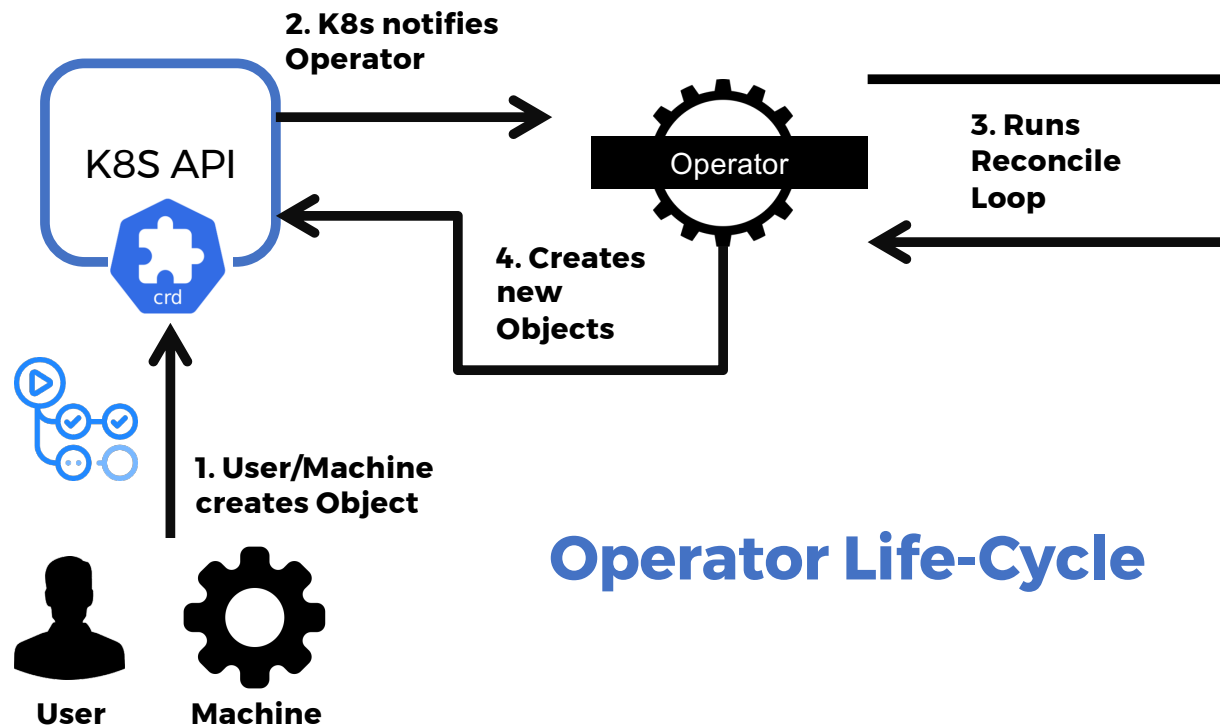 2. K8s notifies
Operator
K8S API
crd
Operator
3. Runs
Reconcile
Loop
4. Creates
new
Objects
1. User/Machine
creates Object
Operator Life-Cycle
User
Machine